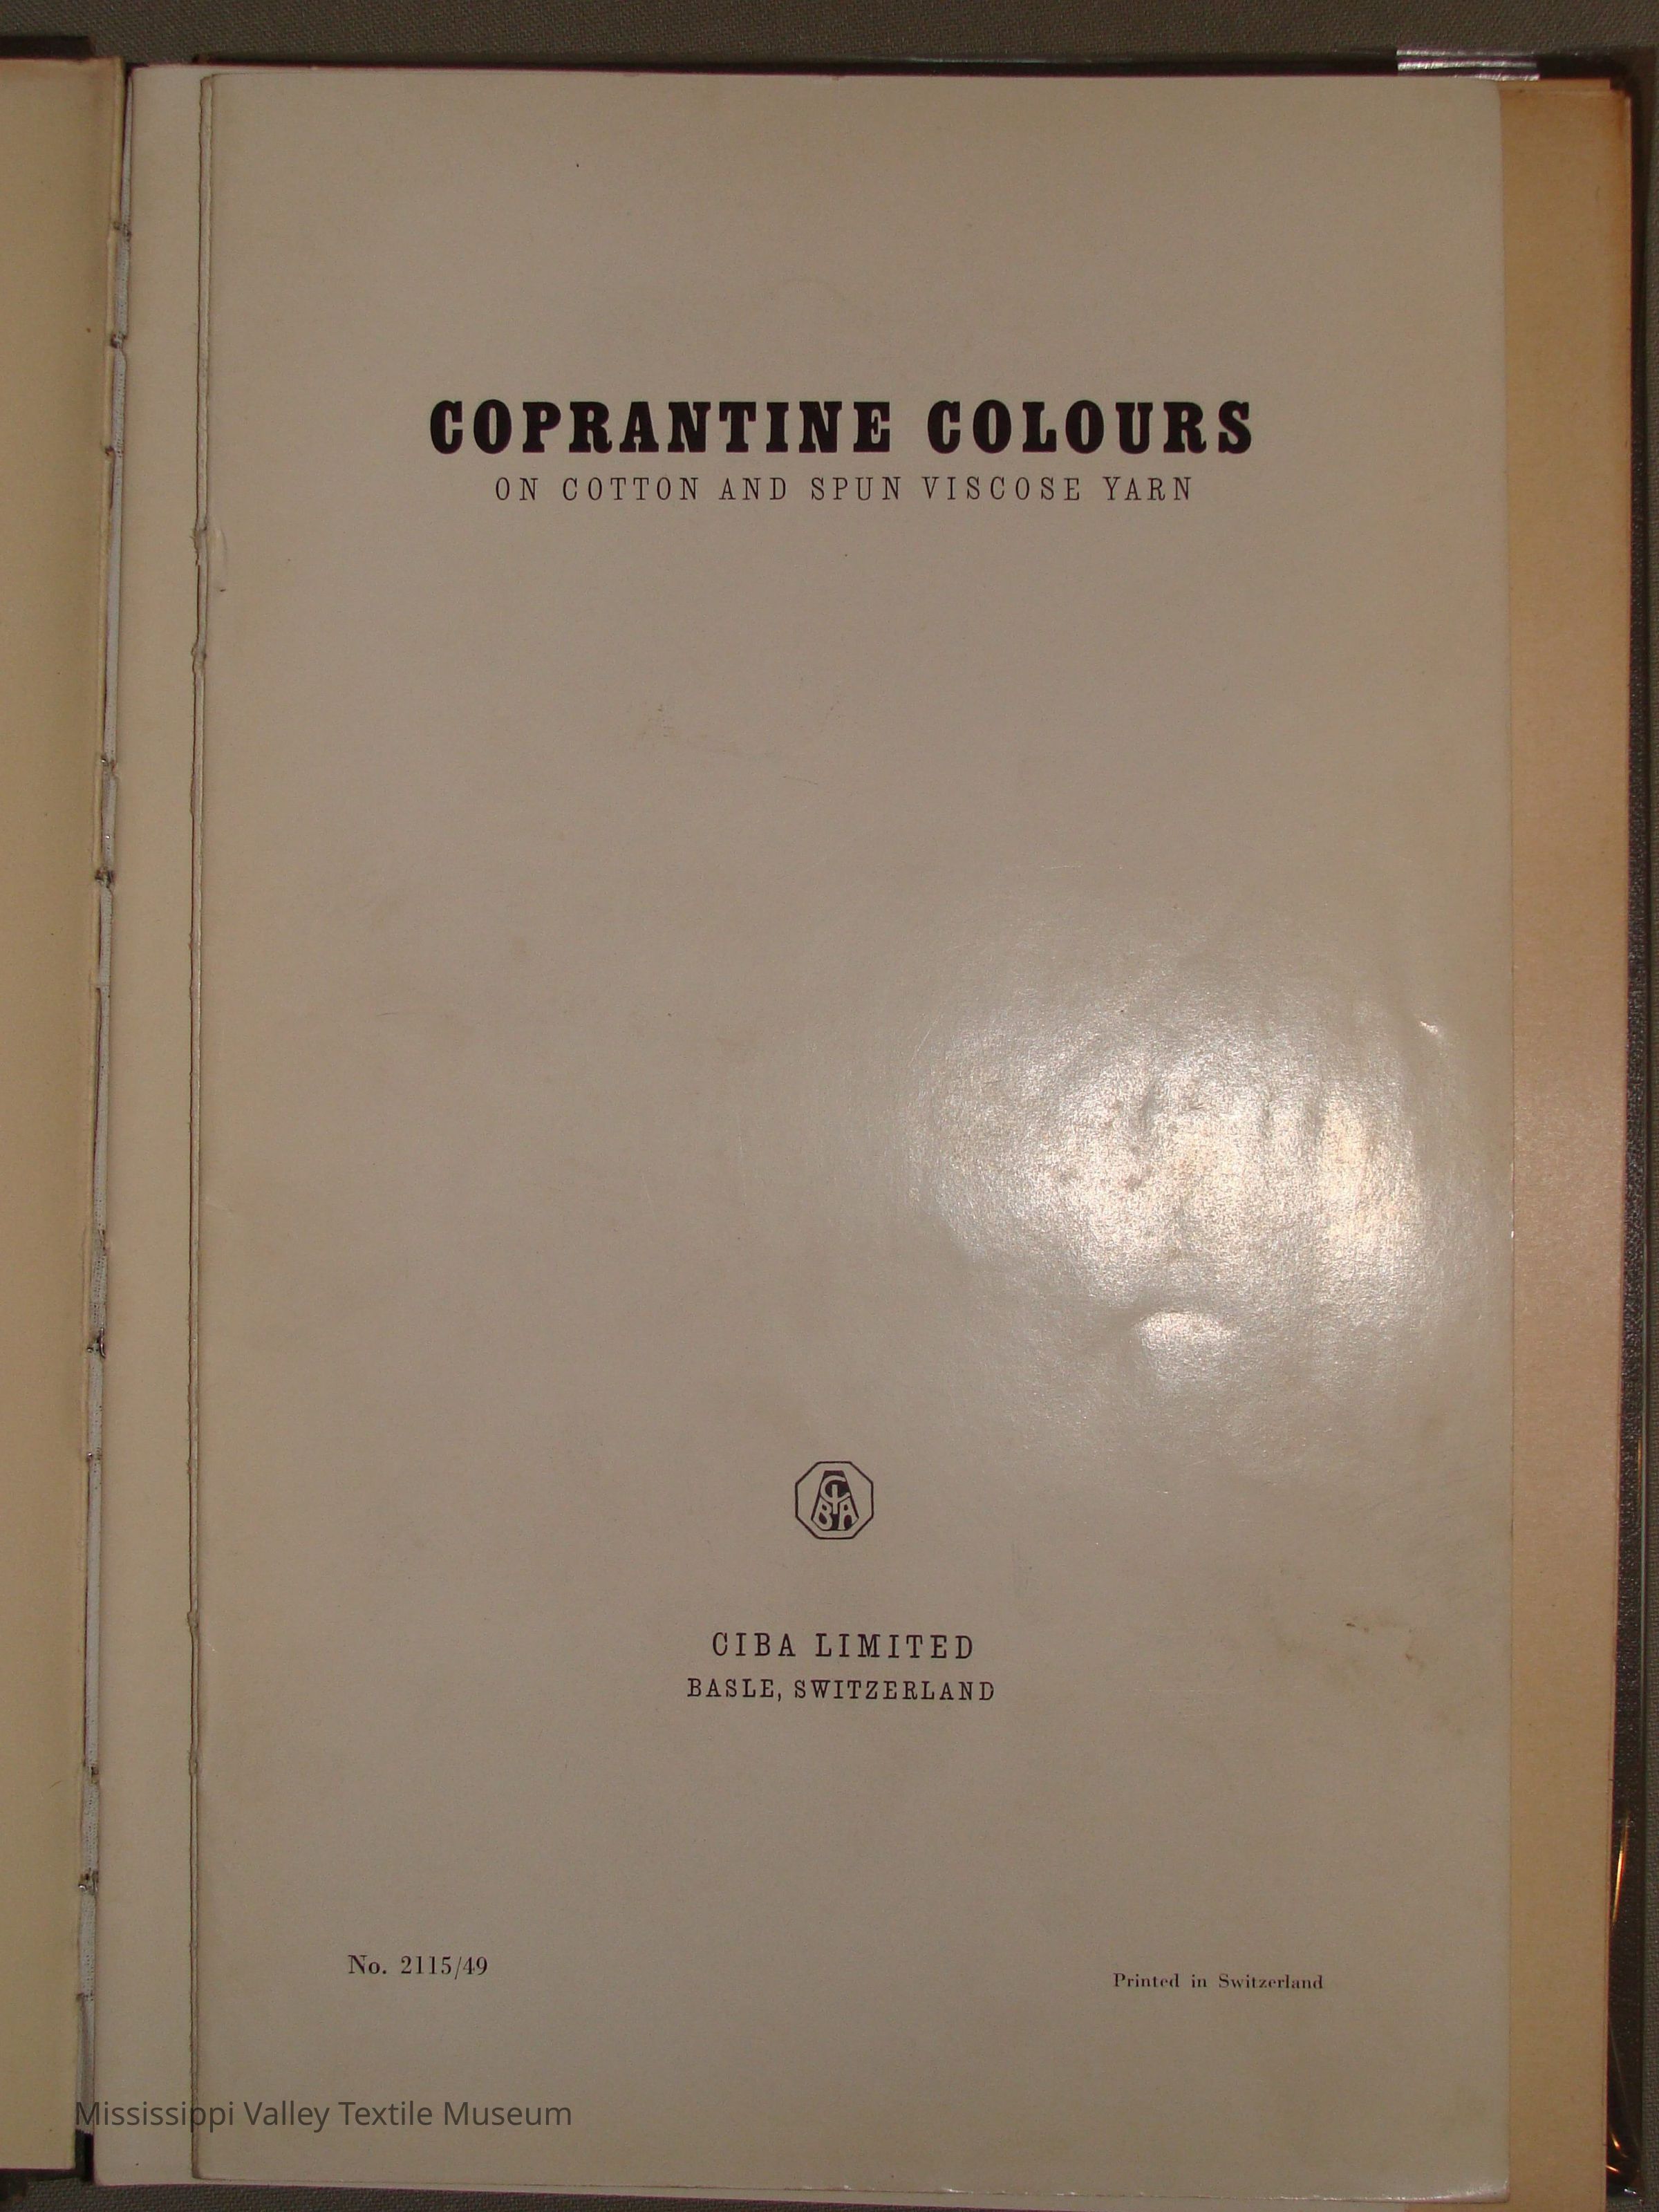 COPRANTINE COLOURS
ON COTTON AND SPUN VISCOSE YARN
CIBA
CIBA LIMITED
BASLE, SWITZERLAND
No. 2115/49
Printed in Switzerland
Mississippi Valley Textile Museum